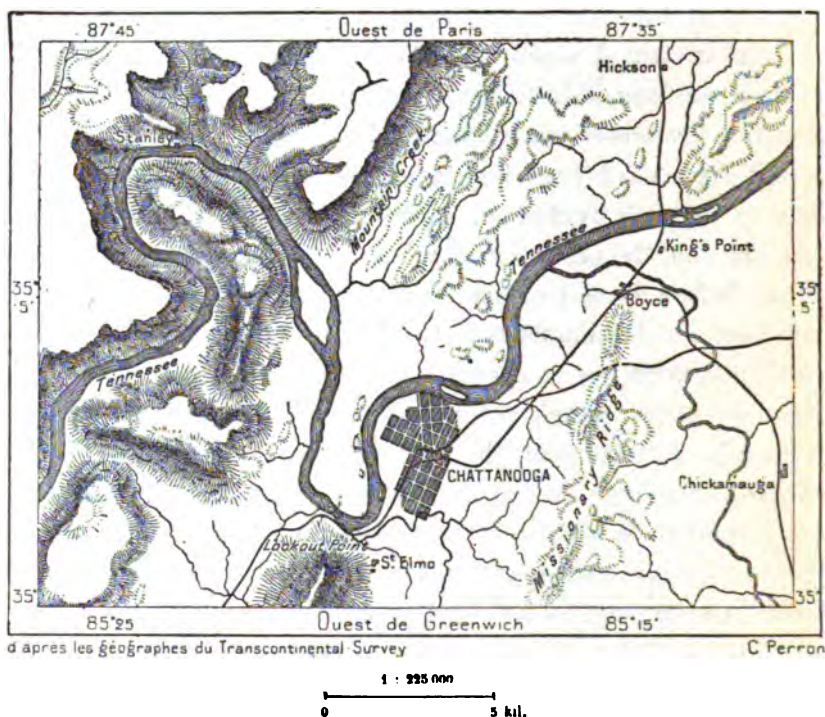 87°45' Ouest de Paris 87°35'
Hickson
Stanley
Mountain Creek
Tennessee
King's Point
35° 5' 35° 5'
Boyce
Tennessee
Missionary Ridge
CHATTANOOGA
Chickamauga
Lookout Point
St Elmo
35° 35°
85°25' Ouest de Greenwich 85°15'
d'après les géographes du Transcontinental-Survey C Perron
1 : 225 000
0 5 kil.